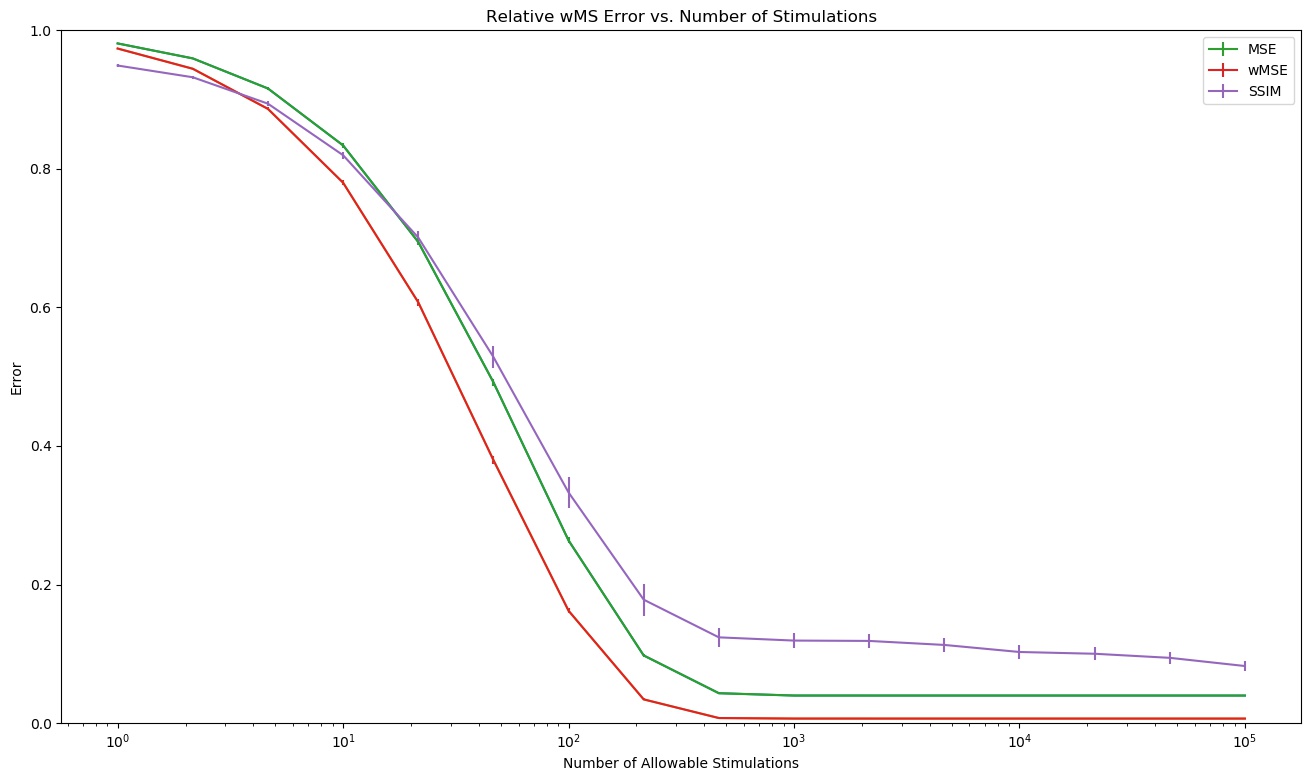 Relative wMS Error vs. Number of Stimulations
MSE
wMSE
SSIM
Error
1.0
0.8
0.6
0.4
0.2
0.0
10⁰ 10¹ 10² 10³ 10⁴ 10⁵
Number of Allowable Stimulations